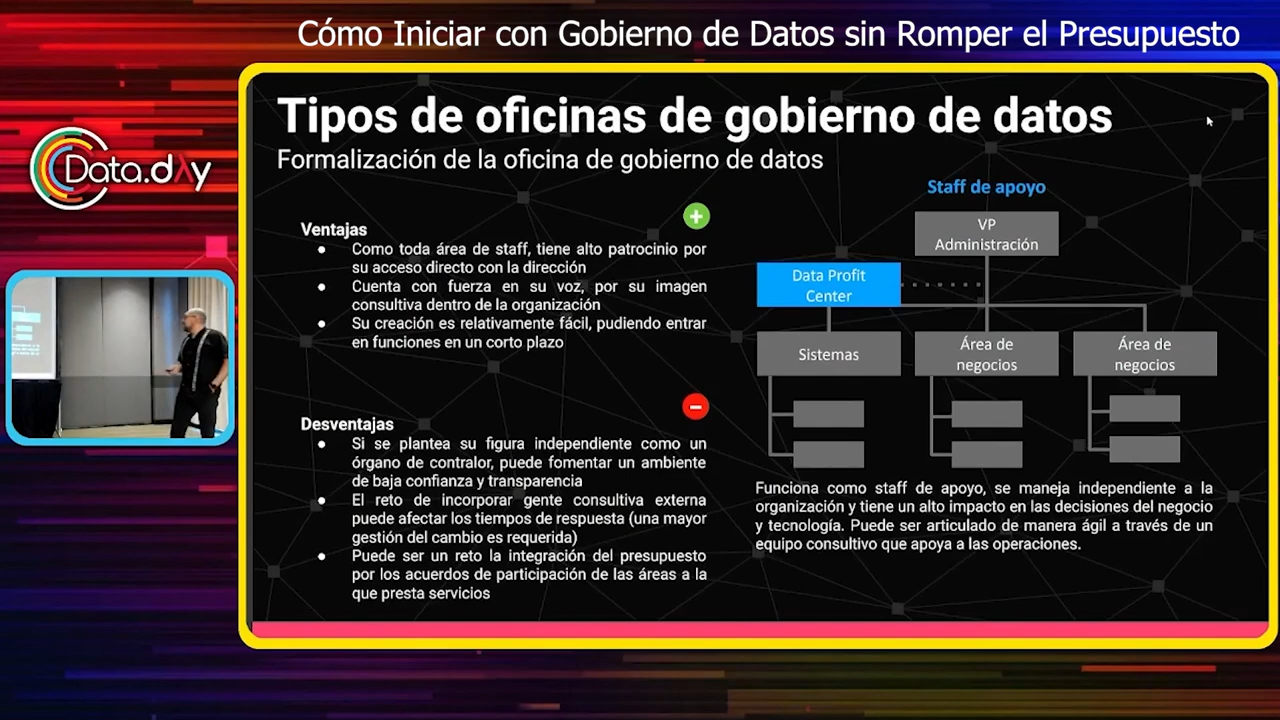 Cómo Iniciar con Gobierno de Datos sin Romper el Presupuesto
Data.dΛy
Tipos de oficinas de gobierno de datos
Formalización de la oficina de gobierno de datos
Ventajas
Como toda área de staff, tiene alto patrocinio por
su acceso directo con la dirección
Cuenta con fuerza en su voz, por su imagen
consultiva dentro de la organización
Su creación es relativamente fácil, pudiendo entrar
en funciones en un corto plazo
Desventajas
Si se plantea su figura independiente como un
órgano de contralor, puede fomentar un ambiente
de baja confianza y transparencia
El reto de incorporar gente consultiva externa
puede afectar los tiempos de respuesta (una mayor
gestión del cambio es requerida)
Puede ser un reto la integración del presupuesto
por los acuerdos de participación de las áreas a la
que presta servicios
Staff de apoyo
VP
Administración
Data Profit
Center
Sistemas
Área de
negocios
Área de
negocios
Funciona como staff de apoyo, se maneja independiente a la
organización y tiene un alto impacto en las decisiones del negocio
y tecnología. Puede ser articulado de manera ágil a través de un
equipo consultivo que apoya a las operaciones.